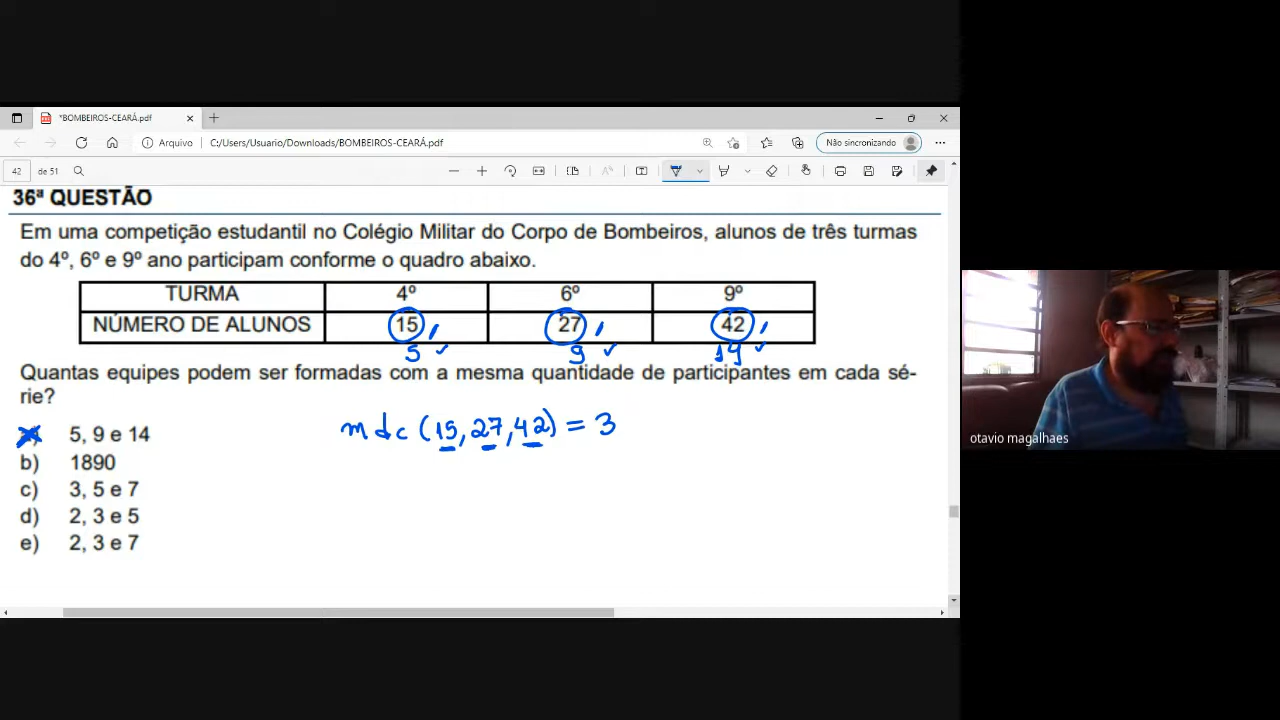 *BOMBEIROS-CEARÁ.pdf
Arquivo C:/Users/Usuario/Downloads/BOMBEIROS-CEARÁ.pdf Não sincronizando
42 de 51
36ª QUESTÃO
Em uma competição estudantil no Colégio Militar do Corpo de Bombeiros, alunos de três turmas
do 4º, 6º e 9º ano participam conforme o quadro abaixo.
TURMA 4º 6º 9º
NÚMERO DE ALUNOS 15 27 42
5 9 14
Quantas equipes podem ser formadas com a mesma quantidade de participantes em cada sé-
rie?
mdc (15, 27, 42) = 3
5, 9 e 14
b) 1890
c) 3, 5 e 7
d) 2, 3 e 5
e) 2, 3 e 7
otavio magalhaes